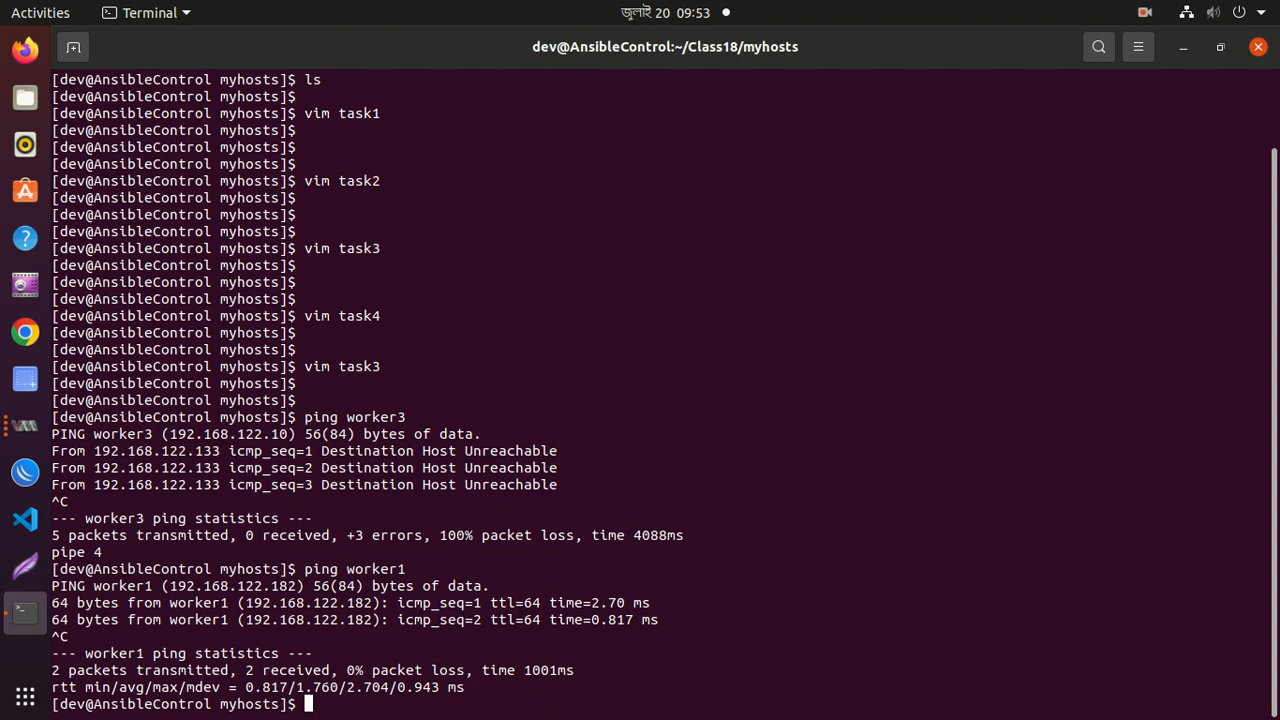 Activities
Terminal
জুলাই 20 09:53
dev@AnsibleControl:~/Class18/myhosts
[dev@AnsibleControl myhosts]$ ls
[dev@AnsibleControl myhosts]$
[dev@AnsibleControl myhosts]$ vim task1
[dev@AnsibleControl myhosts]$
[dev@AnsibleControl myhosts]$
[dev@AnsibleControl myhosts]$
[dev@AnsibleControl myhosts]$ vim task2
[dev@AnsibleControl myhosts]$
[dev@AnsibleControl myhosts]$
[dev@AnsibleControl myhosts]$
[dev@AnsibleControl myhosts]$ vim task3
[dev@AnsibleControl myhosts]$
[dev@AnsibleControl myhosts]$
[dev@AnsibleControl myhosts]$
[dev@AnsibleControl myhosts]$ vim task4
[dev@AnsibleControl myhosts]$
[dev@AnsibleControl myhosts]$
[dev@AnsibleControl myhosts]$ vim task3
[dev@AnsibleControl myhosts]$
[dev@AnsibleControl myhosts]$
[dev@AnsibleControl myhosts]$ ping worker3
PING worker3 (192.168.122.10) 56(84) bytes of data.
From 192.168.122.133 icmp_seq=1 Destination Host Unreachable
From 192.168.122.133 icmp_seq=2 Destination Host Unreachable
From 192.168.122.133 icmp_seq=3 Destination Host Unreachable
^C
--- worker3 ping statistics ---
5 packets transmitted, 0 received, +3 errors, 100% packet loss, time 4088ms
pipe 4
[dev@AnsibleControl myhosts]$ ping worker1
PING worker1 (192.168.122.182) 56(84) bytes of data.
64 bytes from worker1 (192.168.122.182): icmp_seq=1 ttl=64 time=2.70 ms
64 bytes from worker1 (192.168.122.182): icmp_seq=2 ttl=64 time=0.817 ms
^C
--- worker1 ping statistics ---
2 packets transmitted, 2 received, 0% packet loss, time 1001ms
rtt min/avg/max/mdev = 0.817/1.760/2.704/0.943 ms
[dev@AnsibleControl myhosts]$